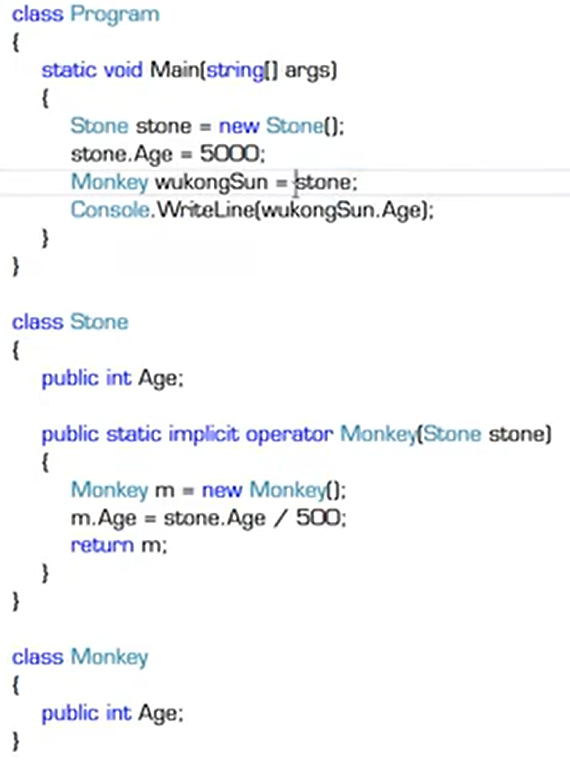 class Program
{
static void Main(string[] args)
{
Stone stone = new Stone();
stone.Age = 5000;
Monkey wukongSun = stone;
Console.WriteLine(wukongSun.Age);
}
}
class Stone
{
public int Age;
public static implicit operator Monkey(Stone stone)
{
Monkey m = new Monkey();
m.Age = stone.Age / 500;
return m;
}
}
class Monkey
{
public int Age;
}